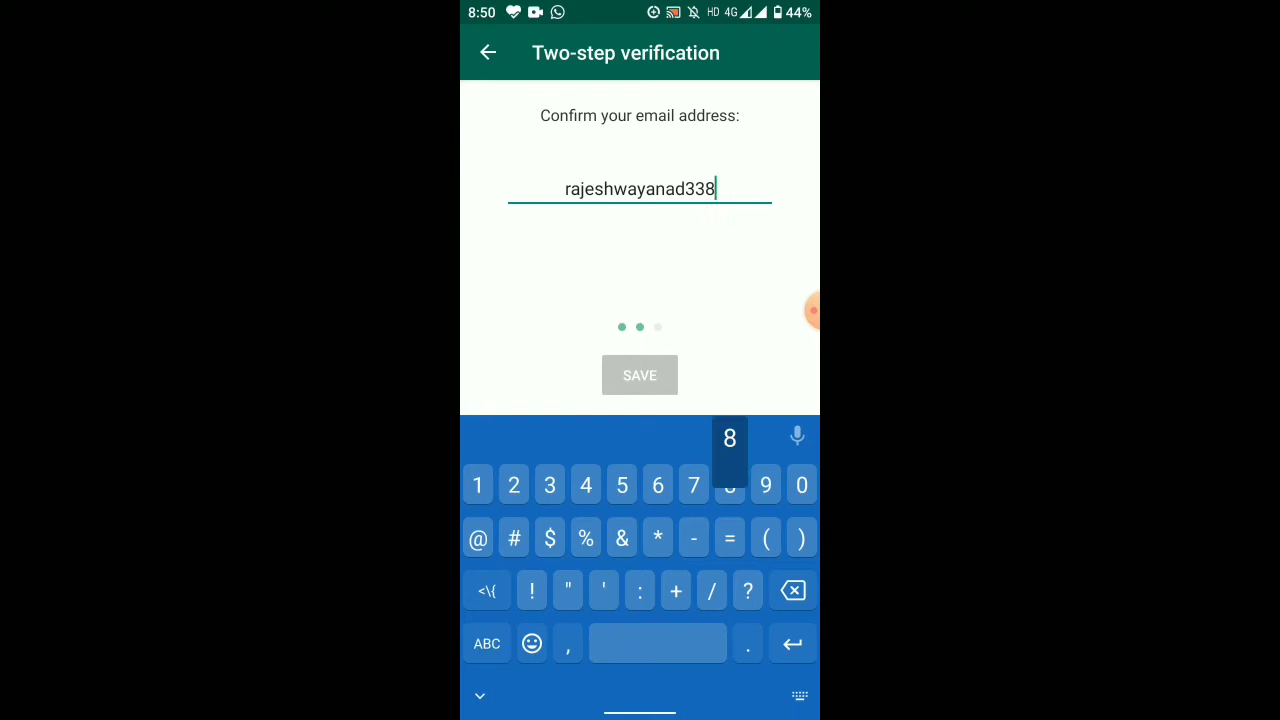 8:50 HD 4G 44%
Two-step verification
Confirm your email address:
rajeshwayanad338
SAVE
8
1 2 3 4 5 6 7 8 9 0
@ # $ % & * - = ( )
<\{ ! " ' : + / ?
ABC , .